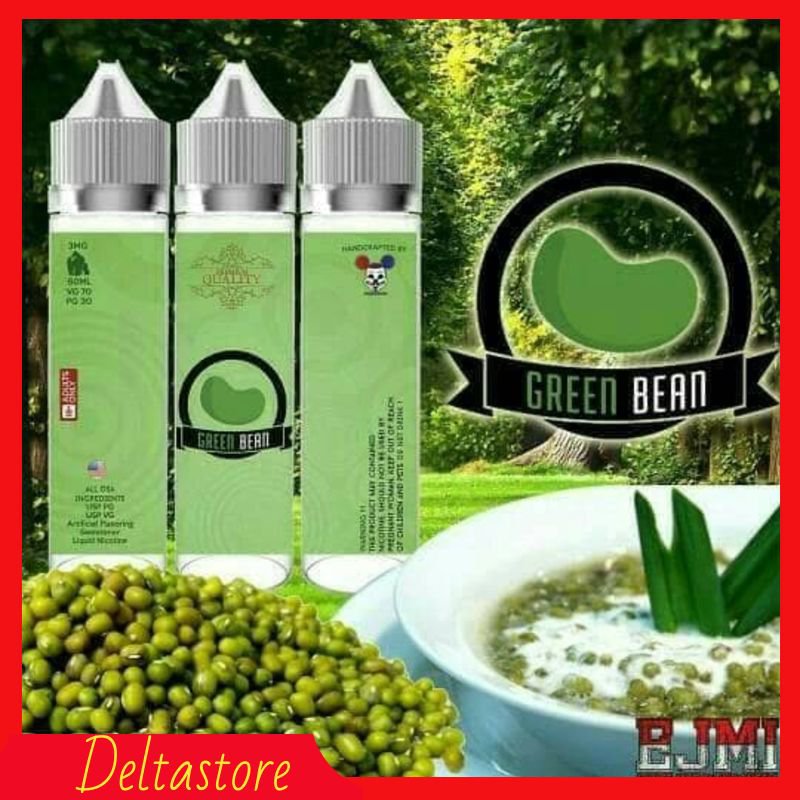 3MG
60ML
VG 70
PG 30
ADULTS
ONLY
ALL USA
INGREDIENTS
USP PG
USP VG
Artificial Flavoring
Sweetener
Liquid Nicotine
PREMIUM
QUALITY
GREEN BEAN
HANDCRAFTED BY
WARNING !!
THIS PRODUCT MAY CONTAINED
NICOTINE, SHOULD NOT BE USED BY
PREGNANT WOMAN, KEEP OUT OF REACH
OF CHILDREN AND PETS DO NOT DRINK !
GREEN BEAN
EJMI
Deltastore